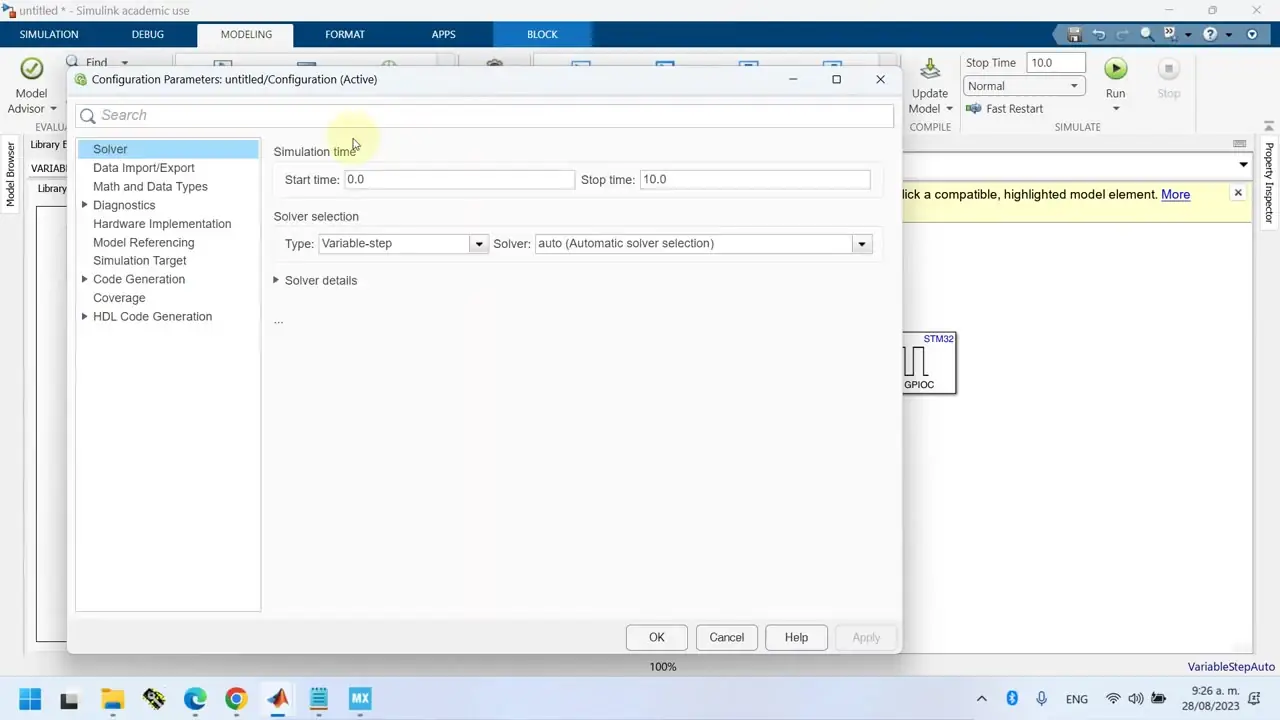 untitled * - Simulink academic use
SIMULATION DEBUG MODELING FORMAT APPS BLOCK
Find
Model Advisor
EVALUA
Update Model
COMPILE
Stop Time 10.0
Normal
Fast Restart
Run
Stop
SIMULATE
Configuration Parameters: untitled/Configuration (Active)
Search
Solver
Data Import/Export
Math and Data Types
Diagnostics
Hardware Implementation
Model Referencing
Simulation Target
Code Generation
Coverage
HDL Code Generation
Simulation time
Start time: 0.0 Stop time: 10.0
Solver selection
Type: Variable-step Solver: auto (Automatic solver selection)
Solver details
...
OK Cancel Help Apply
Model Browser
Library B
VARIABL
Library
lick a compatible, highlighted model element. More
Property Inspector
STM32
GPIOC
100%
VariableStepAuto
MX
ENG
9:26 a. m.
28/08/2023